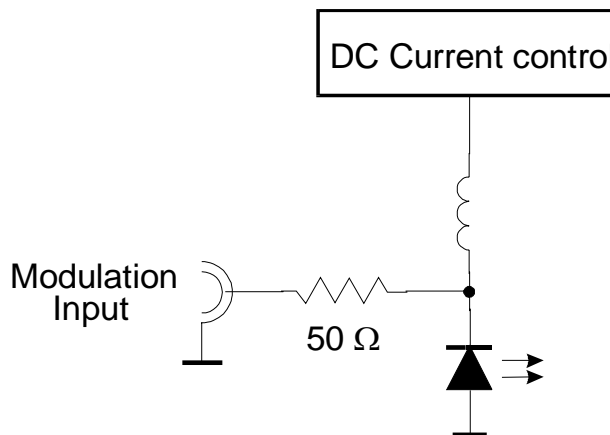 DC Current contro
Modulation
Input
50 Ω